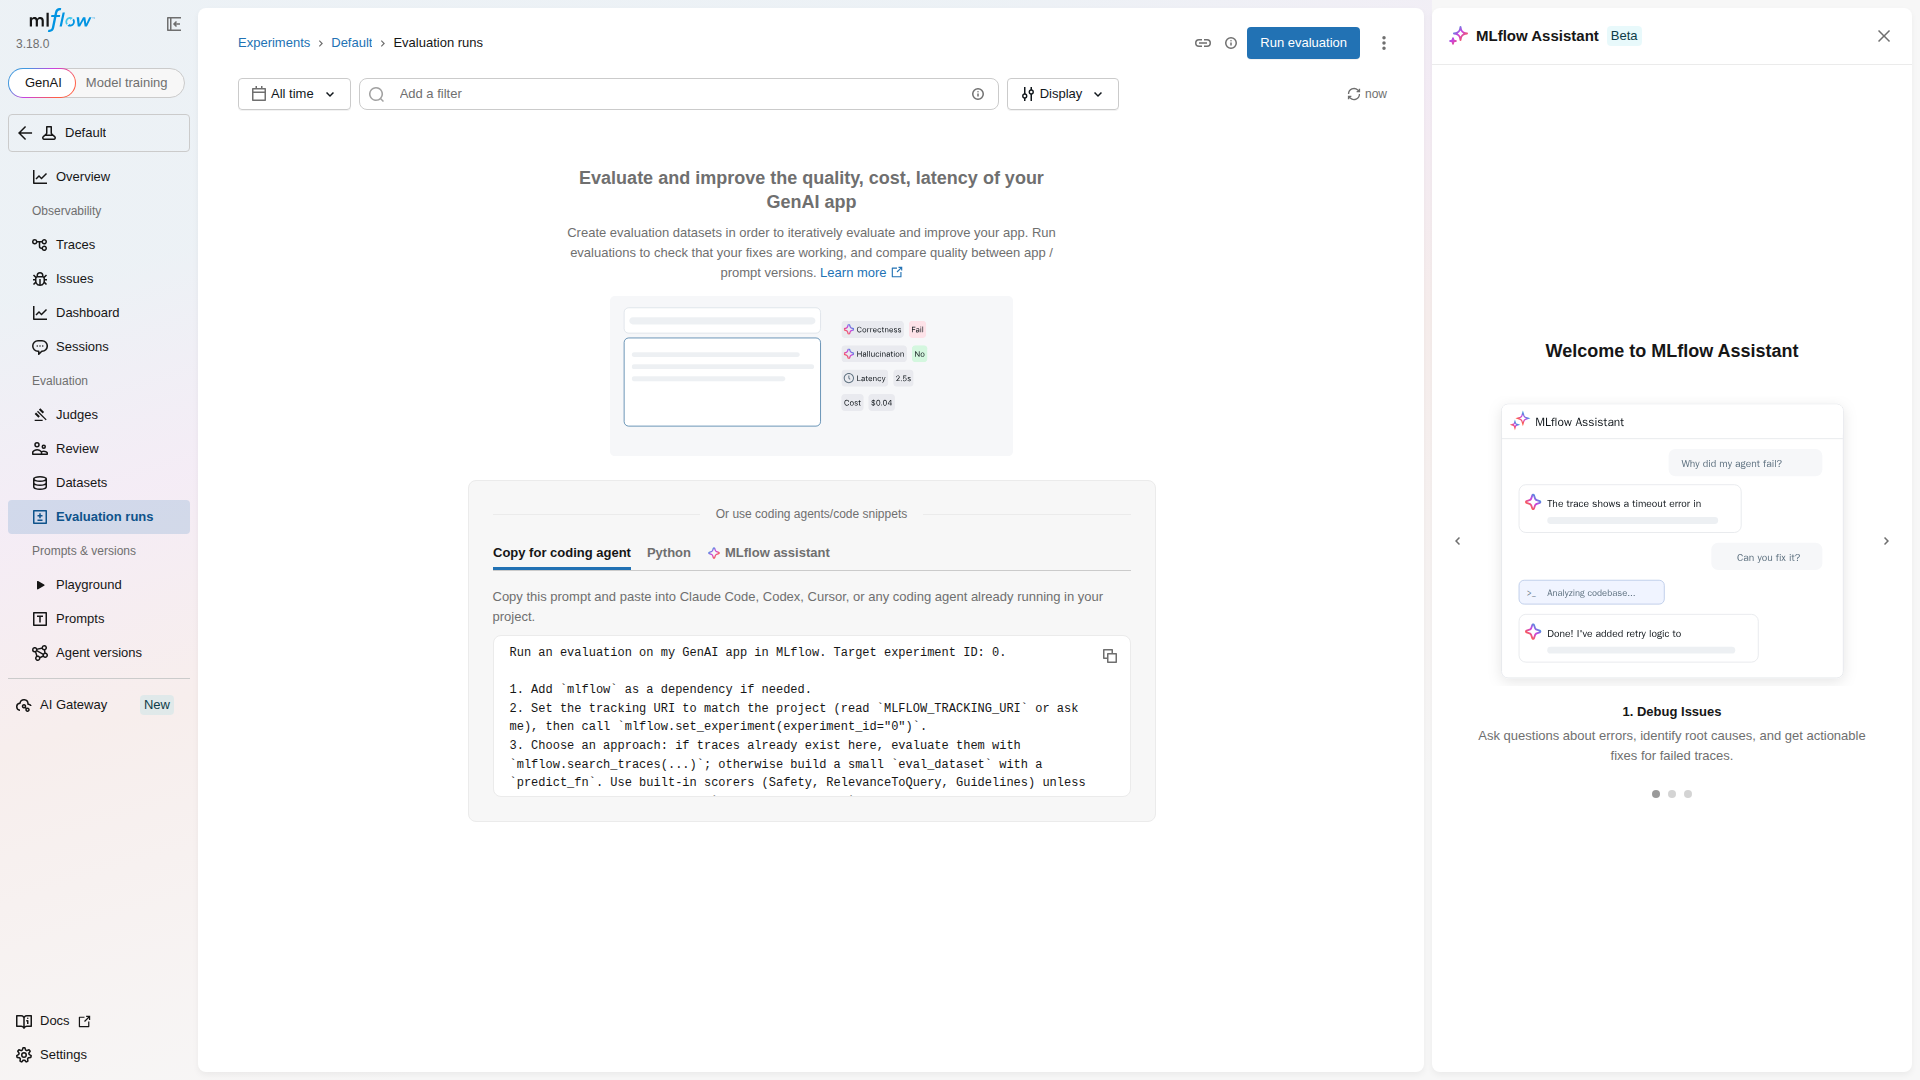 mlflow
3.18.0
GenAI
Model training
Default
Overview
Observability
Traces
Issues
Dashboard
Sessions
Evaluation
Judges
Review
Datasets
Evaluation runs
Prompts & versions
Playground
Prompts
Agent versions
AI Gateway
New
Docs
Settings
Experiments > Default > Evaluation runs
Run evaluation
All time
Add a filter
Display
now
Evaluate and improve the quality, cost, latency of your
GenAI app
Create evaluation datasets in order to iteratively evaluate and improve your app. Run
evaluations to check that your fixes are working, and compare quality between app /
prompt versions. Learn more
Correctness Fail
Hallucination No
Latency 2.5s
Cost $0.04
Or use coding agents/code snippets
Copy for coding agent
Python
MLflow assistant
Copy this prompt and paste into Claude Code, Codex, Cursor, or any coding agent already running in your
project.
Run an evaluation on my GenAI app in MLflow. Target experiment ID: 0.
1. Add `mlflow` as a dependency if needed.
2. Set the tracking URI to match the project (read `MLFLOW_TRACKING_URI` or ask
me), then call `mlflow.set_experiment(experiment_id="0")`.
3. Choose an approach: if traces already exist here, evaluate them with
`mlflow.search_traces(...)`; otherwise build a small `eval_dataset` with a
`predict_fn`. Use built-in scorers (Safety, RelevanceToQuery, Guidelines) unless
MLflow Assistant
Beta
Welcome to MLflow Assistant
MLflow Assistant
Why did my agent fail?
The trace shows a timeout error in
Can you fix it?
>_ Analyzing codebase...
Done! I've added retry logic to
1. Debug Issues
Ask questions about errors, identify root causes, and get actionable
fixes for failed traces.